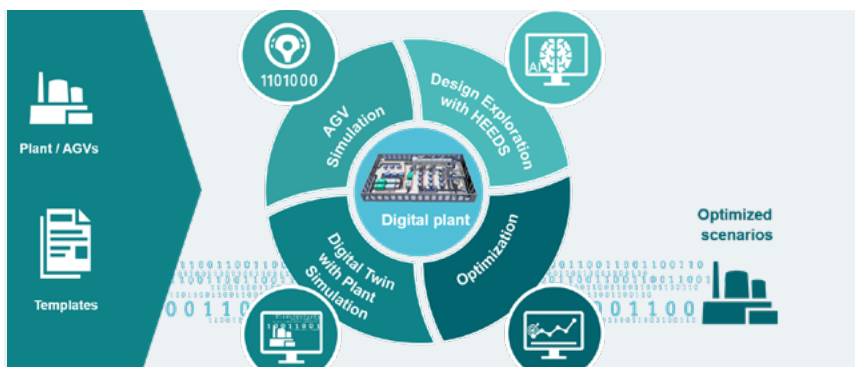 Plant / AGVs
Templates
1101000
AGV
Simulation
AI
Design Exploration
with HEEDS
Digital plant
Digital Twin
with Plant
Simulation
Optimization
Optimized
scenarios